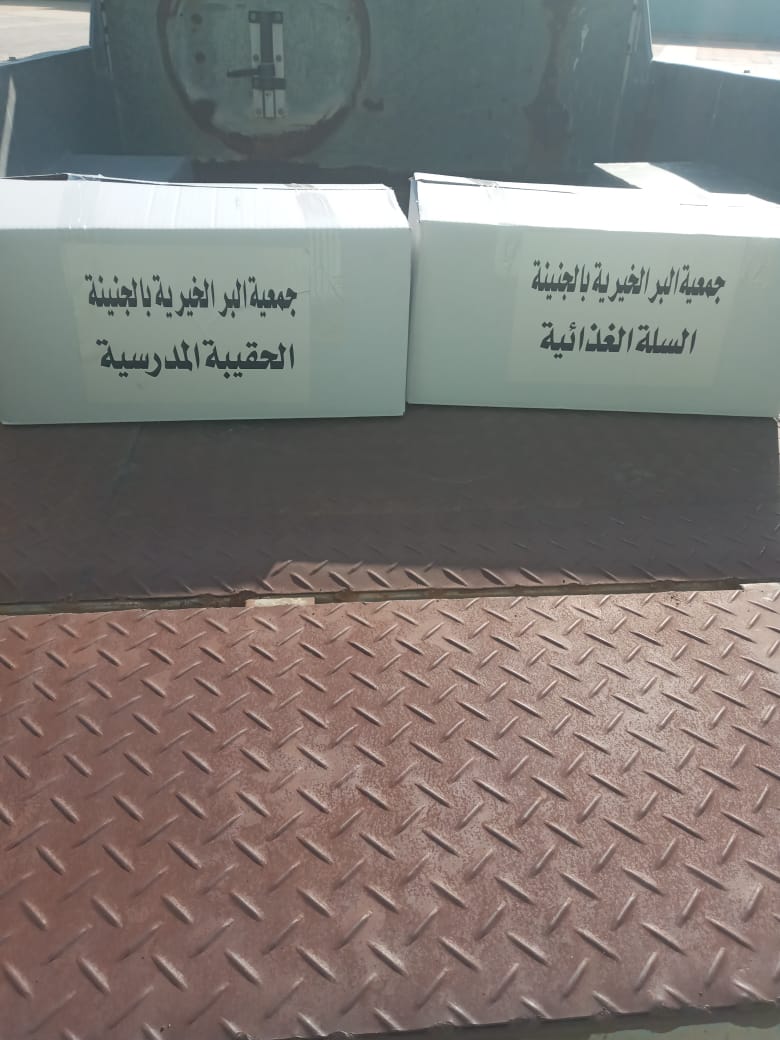 جمعية البر الخيرية بالجنينة
السلة الغذائية
جمعية البر الخيرية بالجنينة
الحقيبة المدرسية